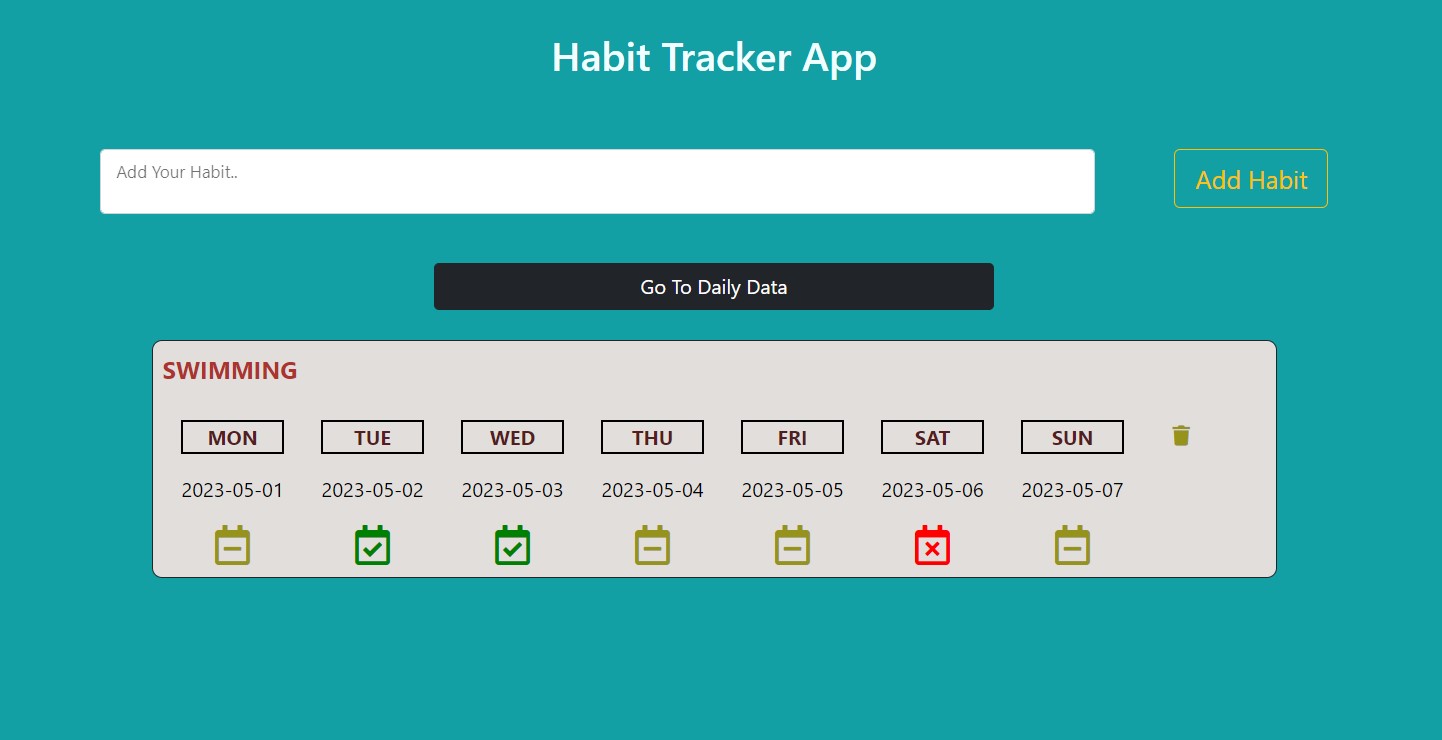 Habit Tracker App
Add Your Habit..
Add Habit
Go To Daily Data
SWIMMING
MON TUE WED THU FRI SAT SUN
2023-05-01 2023-05-02 2023-05-03 2023-05-04 2023-05-05 2023-05-06 2023-05-07